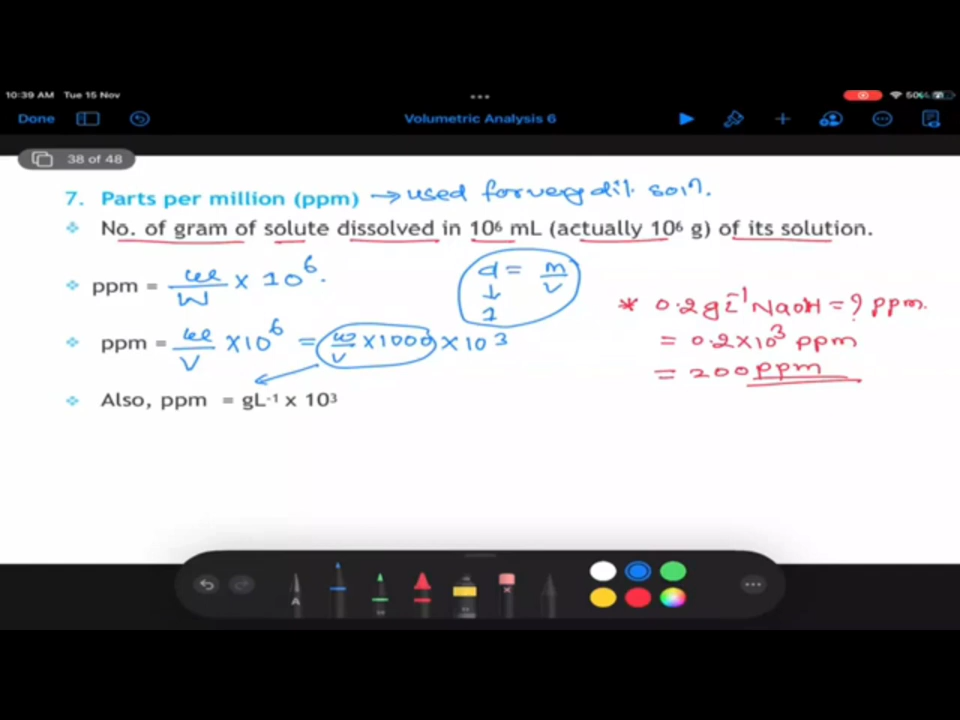 10:39 AM Tue 15 Nov
50%
Done
Volumetric Analysis 6
38 of 48
7. Parts per million (ppm) → used for very dil. soln.
❖ No. of gram of solute dissolved in 10⁶ mL (actually 10⁶ g) of its solution.
❖ ppm = w/W × 10⁶.
d = m/V
↓
1
❖ ppm = w/V × 10⁶ = w/V × 1000 × 10³
❖ Also, ppm = gL⁻¹ x 10³
* 0.2 g L⁻¹ NaOH = ? ppm.
= 0.2 × 10³ ppm
= 200 ppm
A